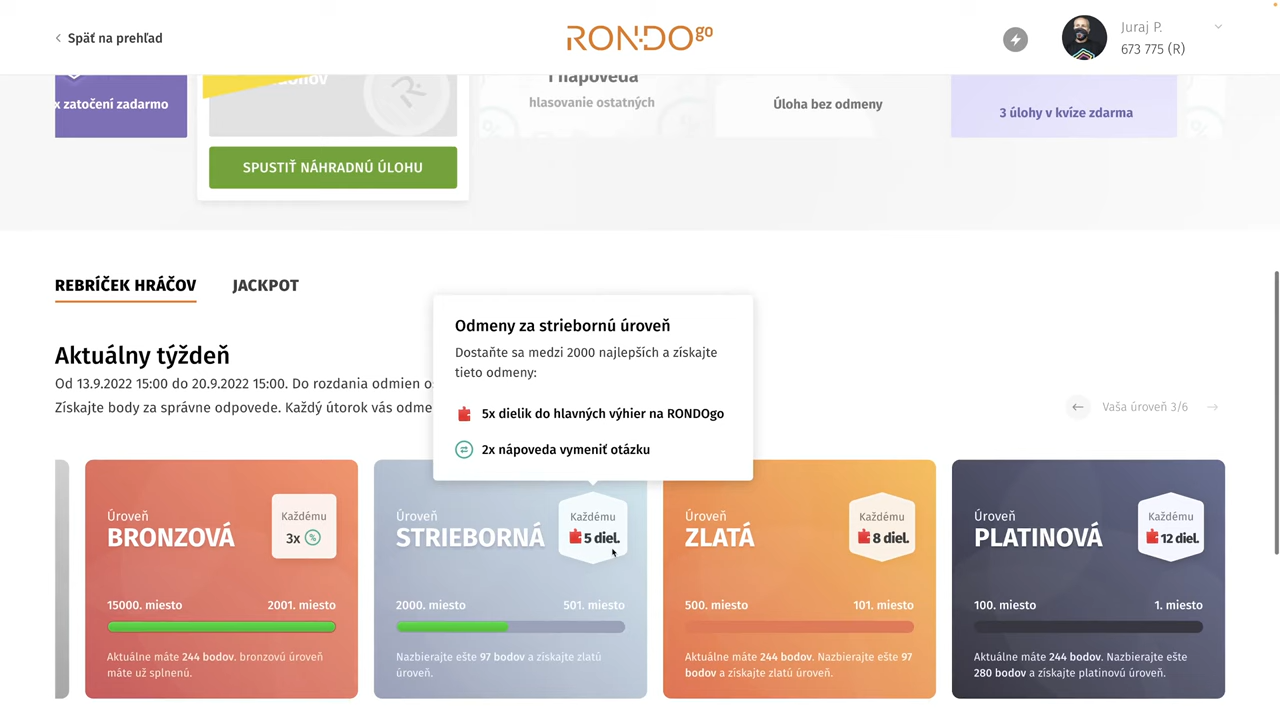 Späť na prehľad
RONDO go
Juraj P.
673 775 (R)
x zatočení zadarmo
1 nápoveda
hlasovanie ostatných
Úloha bez odmeny
3 úlohy v kvíze zdarma
SPUSTIŤ NÁHRADNÚ ÚLOHU
REBRÍČEK HRÁČOV
JACKPOT
Odmeny za striebornú úroveň
Dostaňte sa medzi 2000 najlepších a získajte
tieto odmeny:
5x dielik do hlavných výhier na RONDOgo
2x nápoveda vymeniť otázku
Aktuálny týždeň
Od 13.9.2022 15:00 do 20.9.2022 15:00. Do rozdania odmien
Získajte body za správne odpovede. Každý útorok vás odme
Vaša úroveň 3/6
Úroveň
BRONZOVÁ
Každému
3x %
15000. miesto 2001. miesto
Aktuálne máte 244 bodov. bronzovú úroveň
máte už splnenú.
Úroveň
STRIEBORNÁ
Každému
5 diel.
2000. miesto 501. miesto
Nazbierajte ešte 97 bodov a získajte zlatú
úroveň.
Úroveň
ZLATÁ
Každému
8 diel.
500. miesto 101. miesto
Aktuálne máte 244 bodov. Nazbierajte ešte 97
bodov a získajte zlatú úroveň.
Úroveň
PLATINOVÁ
Každému
12 diel.
100. miesto 1. miesto
Aktuálne máte 244 bodov. Nazbierajte ešte
280 bodov a získajte platinovú úroveň.